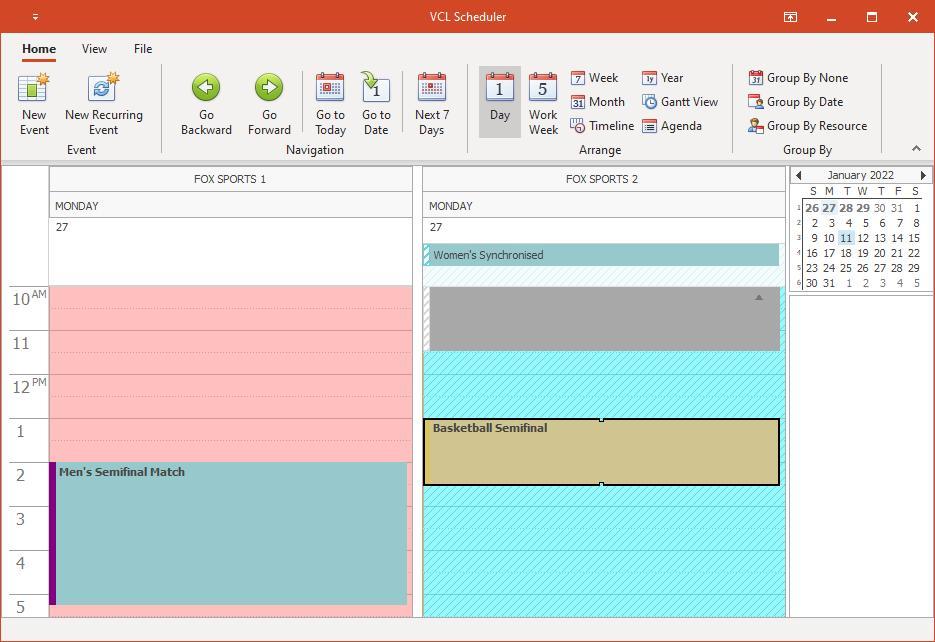 VCL Scheduler
Home View File
New Event
New Recurring Event
Event
Go Backward
Go Forward
Go to Today
Go to Date
Next 7 Days
Navigation
1 Day
5 Work Week
7 Week
31 Month
Timeline
1y Year
Gantt View
Agenda
Arrange
Group By None
Group By Date
Group By Resource
Group By
FOX SPORTS 1
FOX SPORTS 2
MONDAY
MONDAY
27
27
Women's Synchronised
10 AM
11
12 PM
1
Basketball Semifinal
2
Men's Semifinal Match
3
4
5
January 2022
S M T W T F S
1 26 27 28 29 30 31 1
2 2 3 4 5 6 7 8
3 9 10 11 12 13 14 15
4 16 17 18 19 20 21 22
5 23 24 25 26 27 28 29
6 30 31 1 2 3 4 5